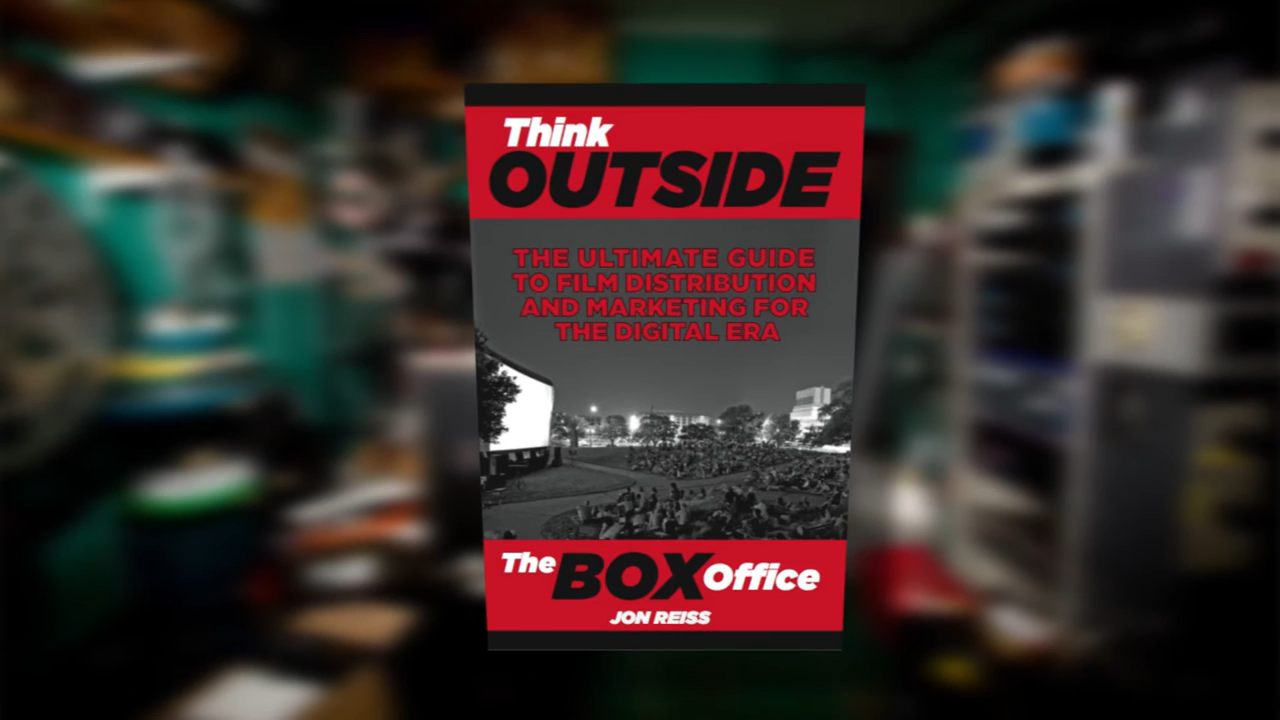 Think
OUTSIDE
THE ULTIMATE GUIDE
TO FILM DISTRIBUTION
AND MARKETING FOR
THE DIGITAL ERA
The BOX Office
JON REISS